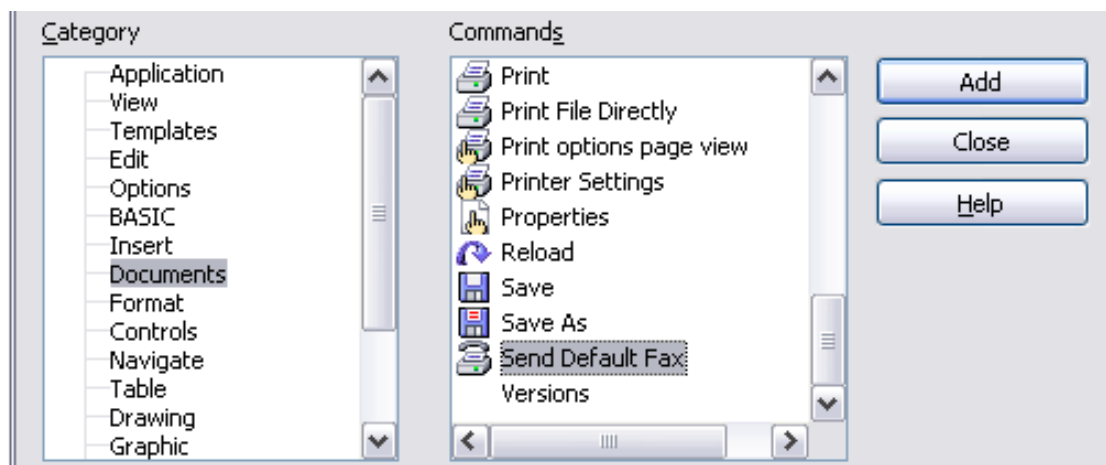 Category
Application
View
Templates
Edit
Options
BASIC
Insert
Documents
Format
Controls
Navigate
Table
Drawing
Graphic
Commands
Print
Print File Directly
Print options page view
Printer Settings
Properties
Reload
Save
Save As
Send Default Fax
Versions
Add
Close
Help